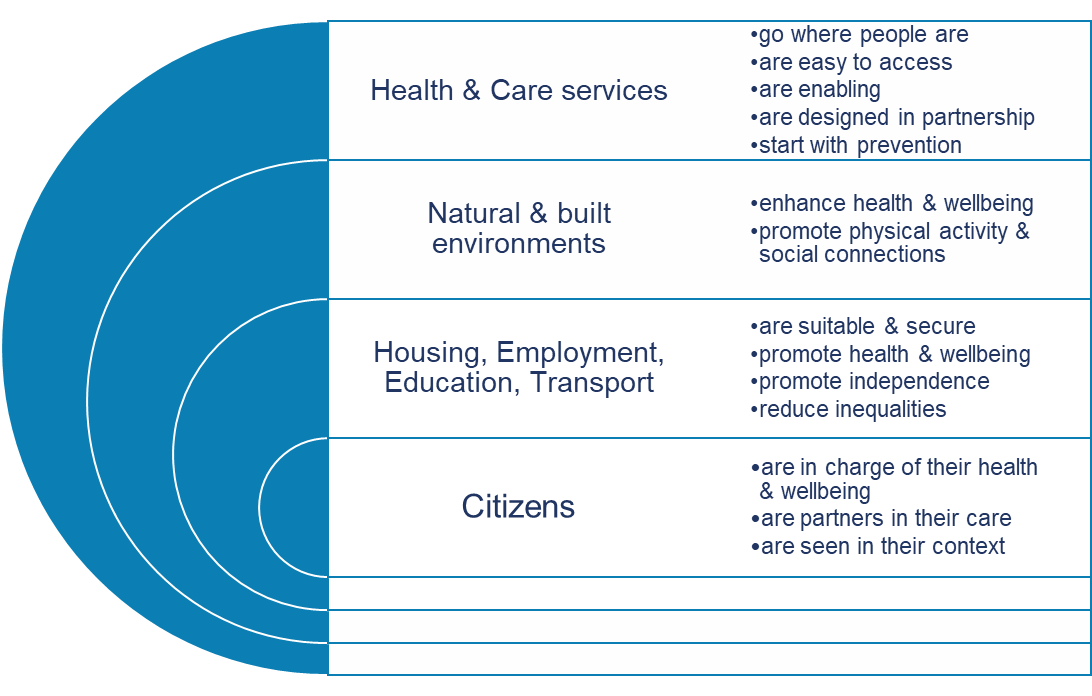 Health & Care services
•go where people are
•are easy to access
•are enabling
•are designed in partnership
•start with prevention
Natural & built
environments
•enhance health & wellbeing
•promote physical activity &
social connections
Housing, Employment,
Education, Transport
•are suitable & secure
•promote health & wellbeing
•promote independence
•reduce inequalities
Citizens
•are in charge of their health
& wellbeing
•are partners in their care
•are seen in their context